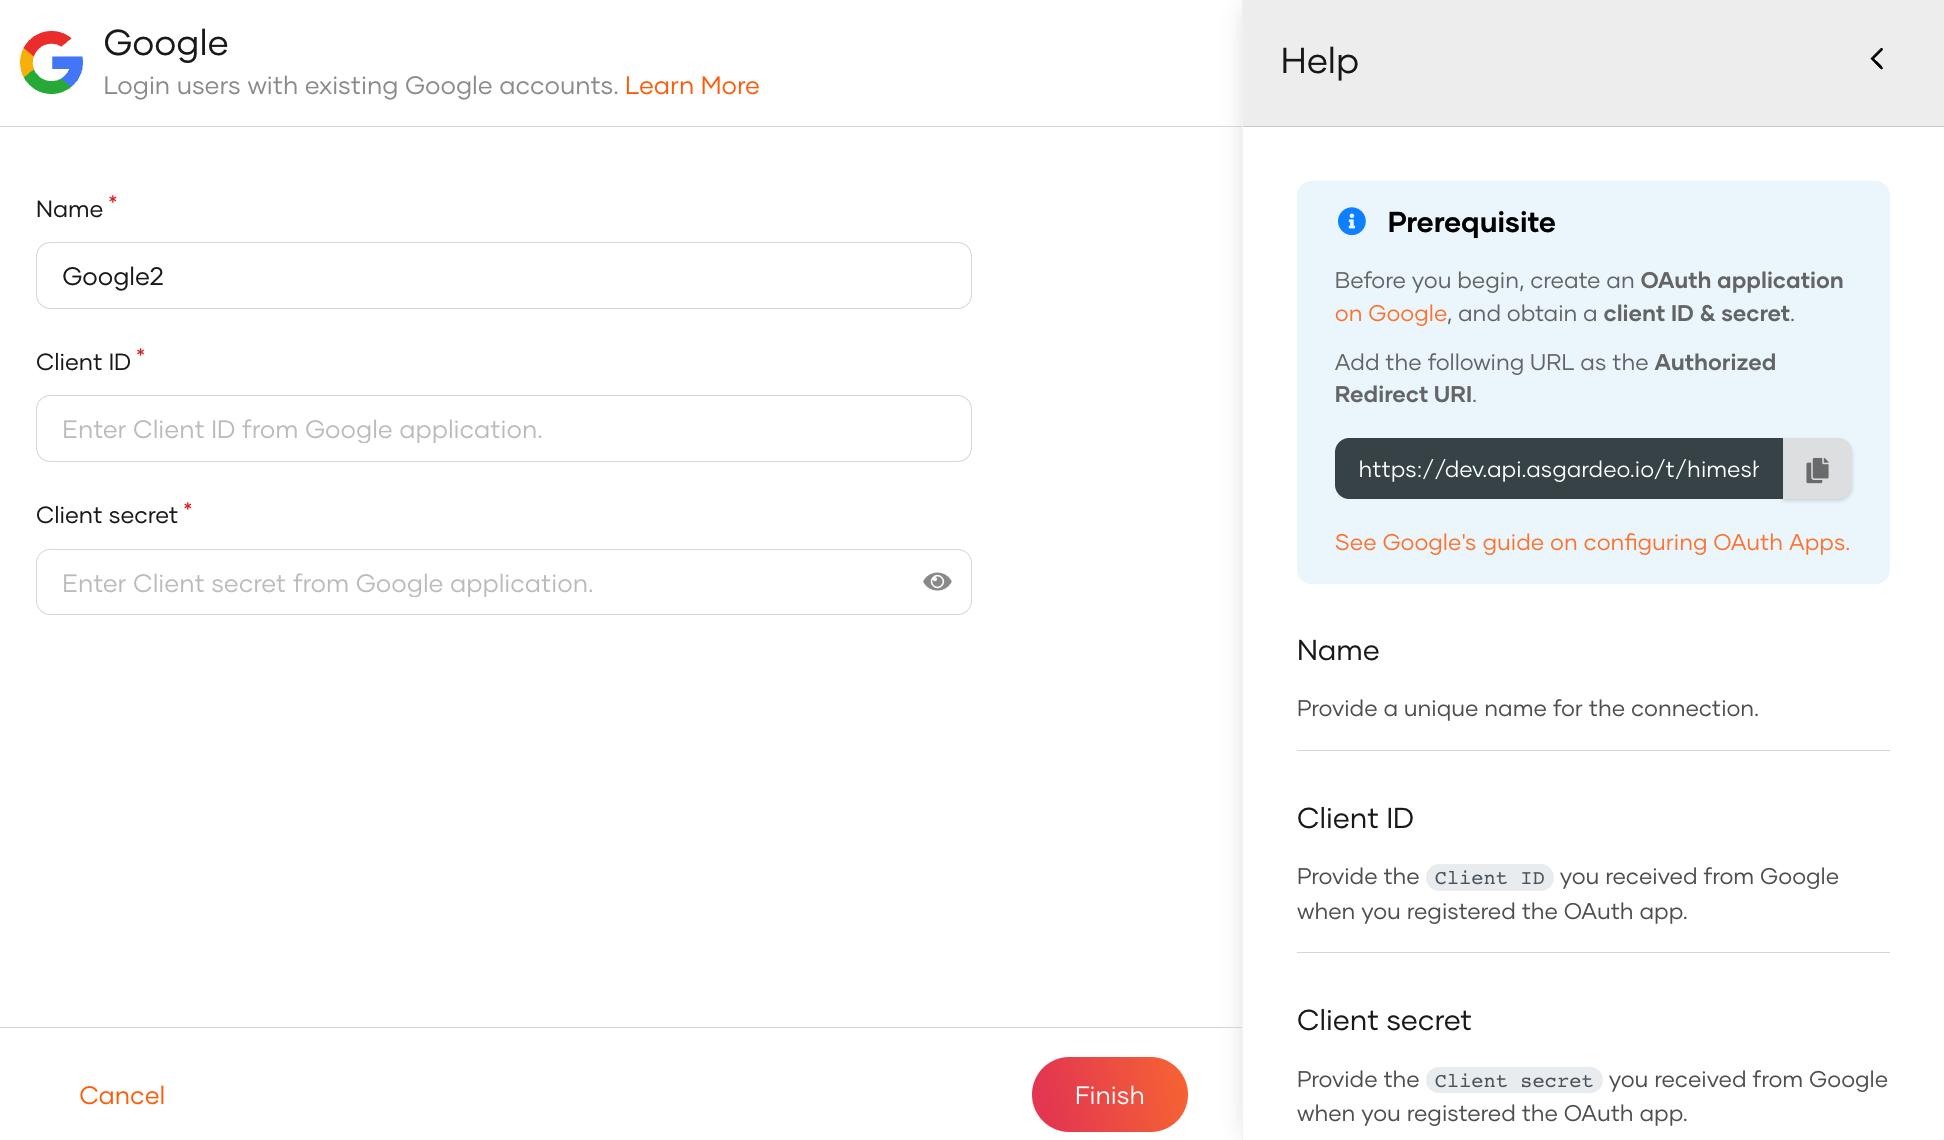 Google
Login users with existing Google accounts. Learn More
Name *
Google2
Client ID *
Enter Client ID from Google application.
Client secret *
Enter Client secret from Google application.
Cancel
Finish
Help
Prerequisite
Before you begin, create an OAuth application
on Google, and obtain a client ID & secret.
Add the following URL as the Authorized
Redirect URI.
https://dev.api.asgardeo.io/t/himesh
See Google's guide on configuring OAuth Apps.
Name
Provide a unique name for the connection.
Client ID
Provide the Client ID you received from Google
when you registered the OAuth app.
Client secret
Provide the Client secret you received from Google
when you registered the OAuth app.